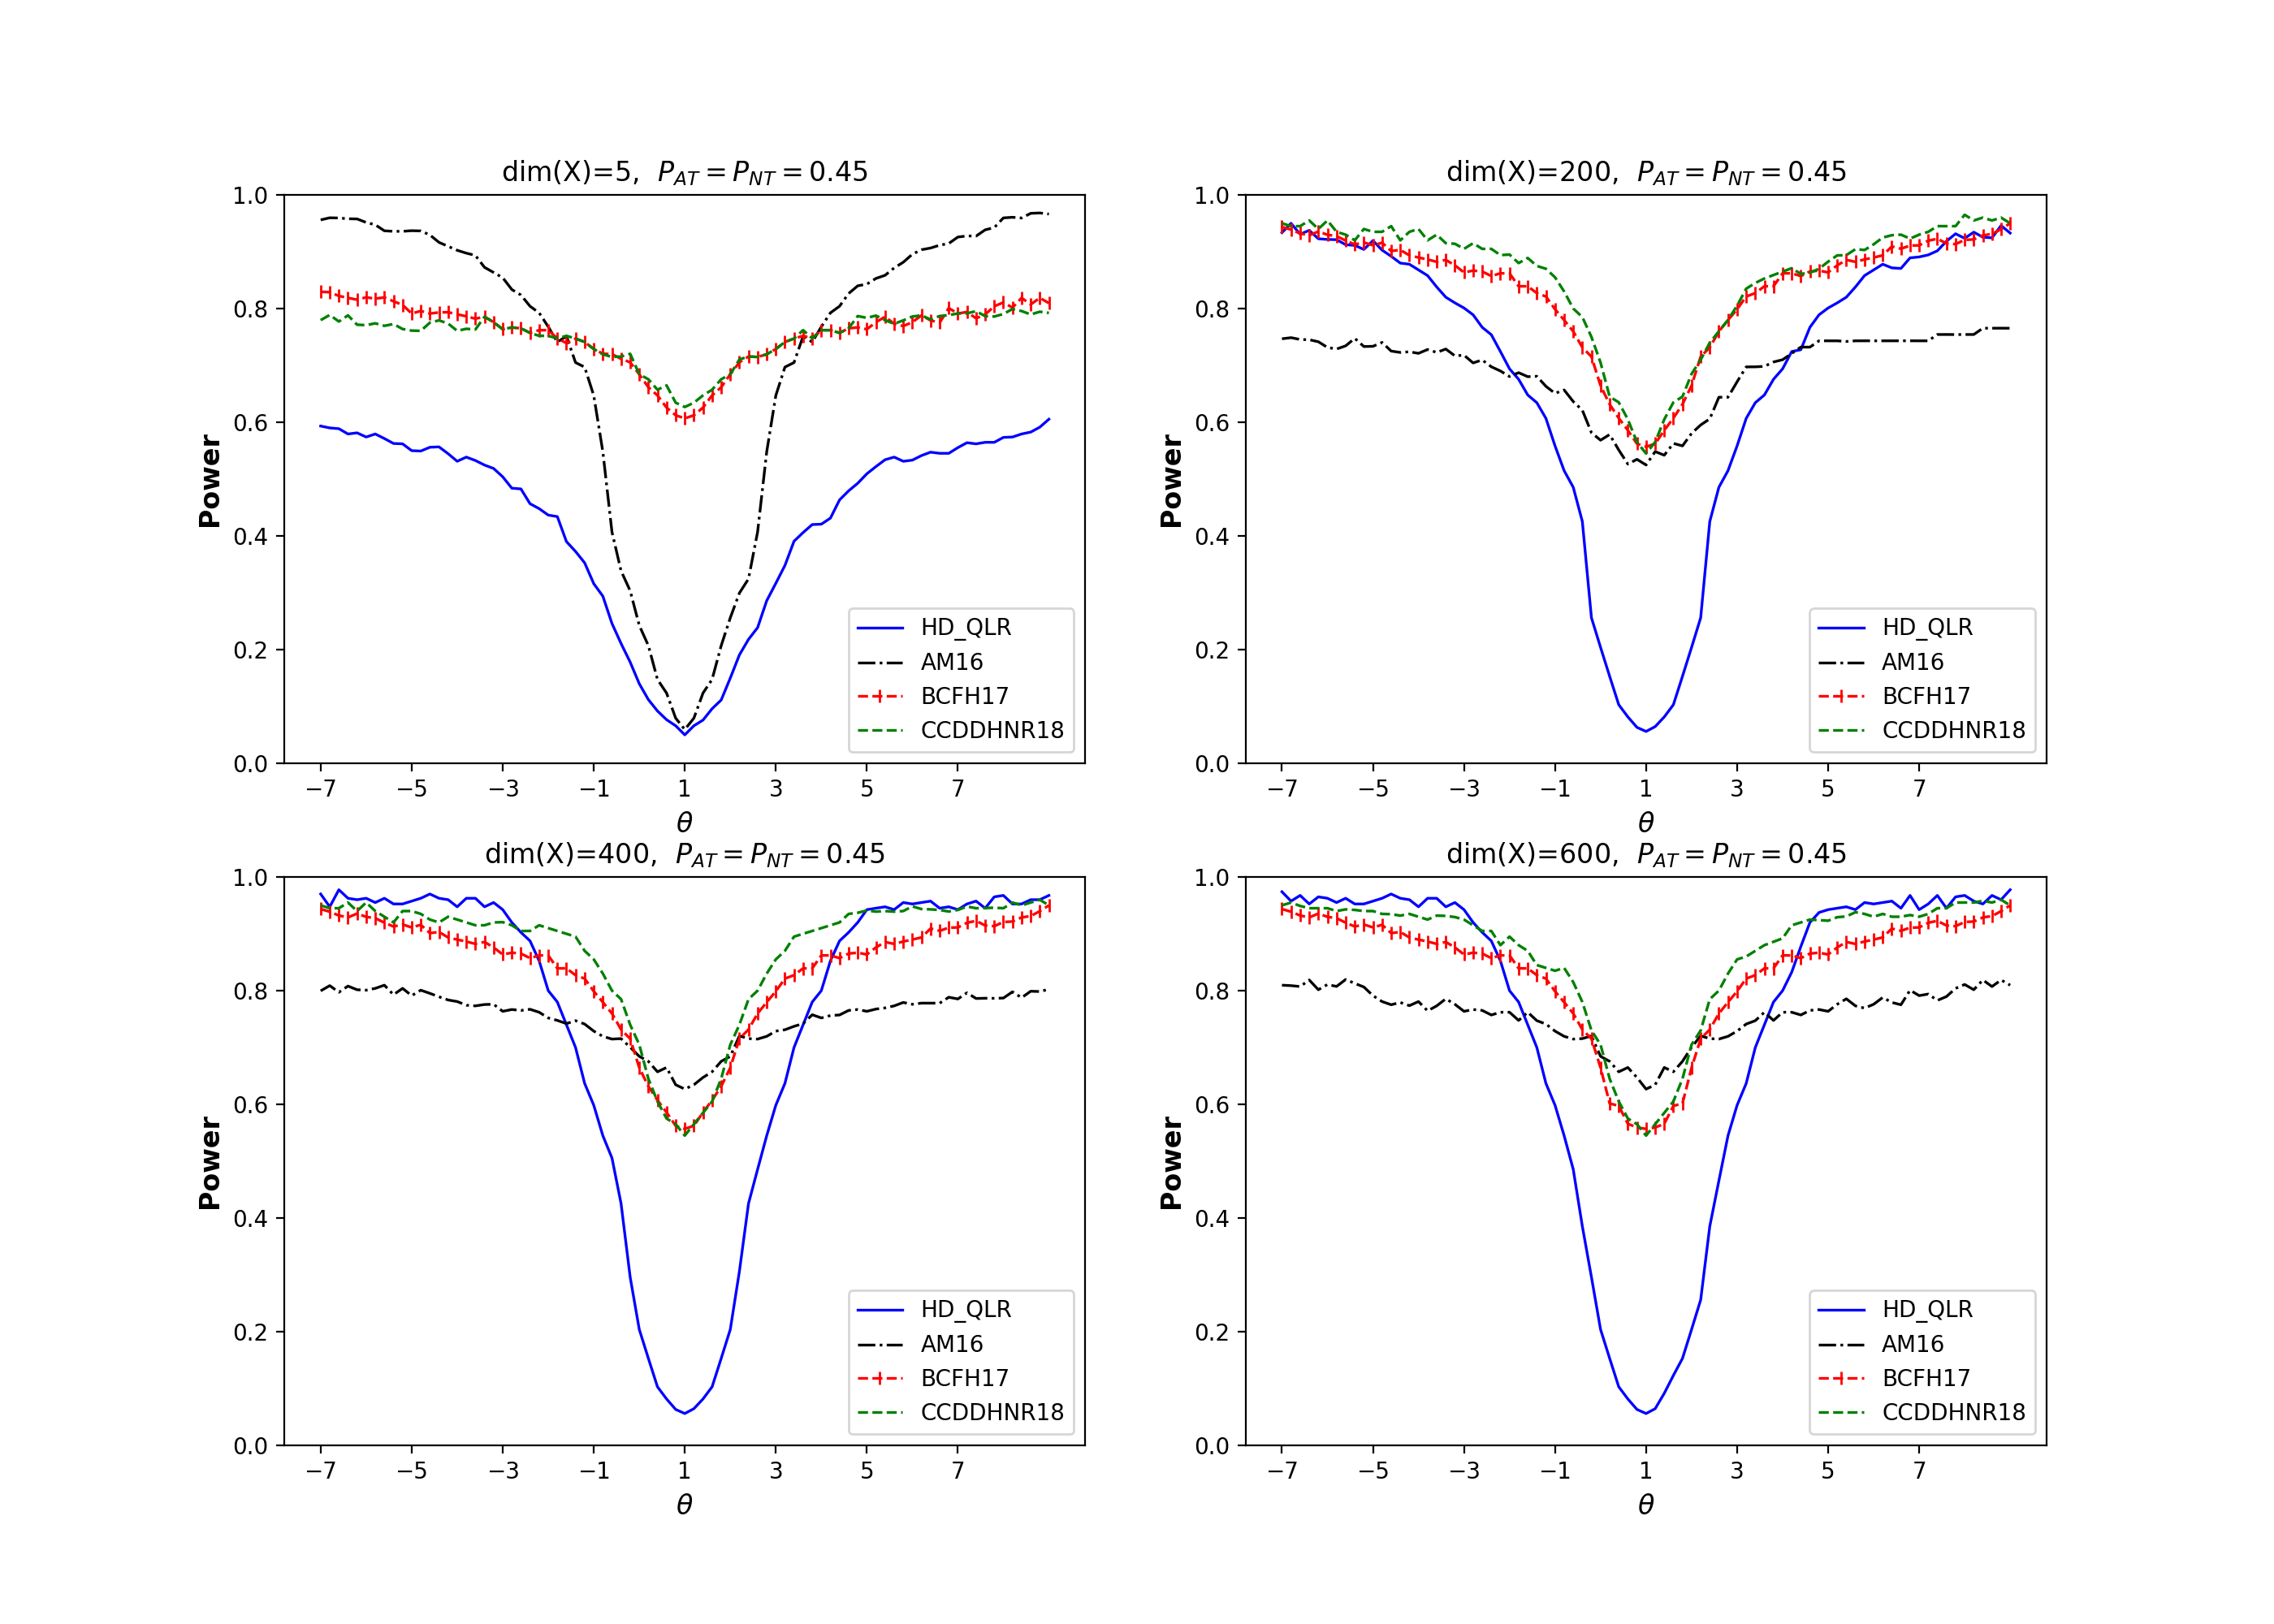 dim(X)=5, P_AT = P_NT = 0.45
1.0
0.8
0.6
0.4
0.2
0.0
Power
−7 −5 −3 −1 1 3 5 7
θ
HD_QLR
AM16
BCFH17
CCDDHNR18
dim(X)=200, P_AT = P_NT = 0.45
1.0
0.8
0.6
0.4
0.2
0.0
Power
−7 −5 −3 −1 1 3 5 7
θ
HD_QLR
AM16
BCFH17
CCDDHNR18
dim(X)=400, P_AT = P_NT = 0.45
1.0
0.8
0.6
0.4
0.2
0.0
Power
−7 −5 −3 −1 1 3 5 7
θ
HD_QLR
AM16
BCFH17
CCDDHNR18
dim(X)=600, P_AT = P_NT = 0.45
1.0
0.8
0.6
0.4
0.2
0.0
Power
−7 −5 −3 −1 1 3 5 7
θ
HD_QLR
AM16
BCFH17
CCDDHNR18